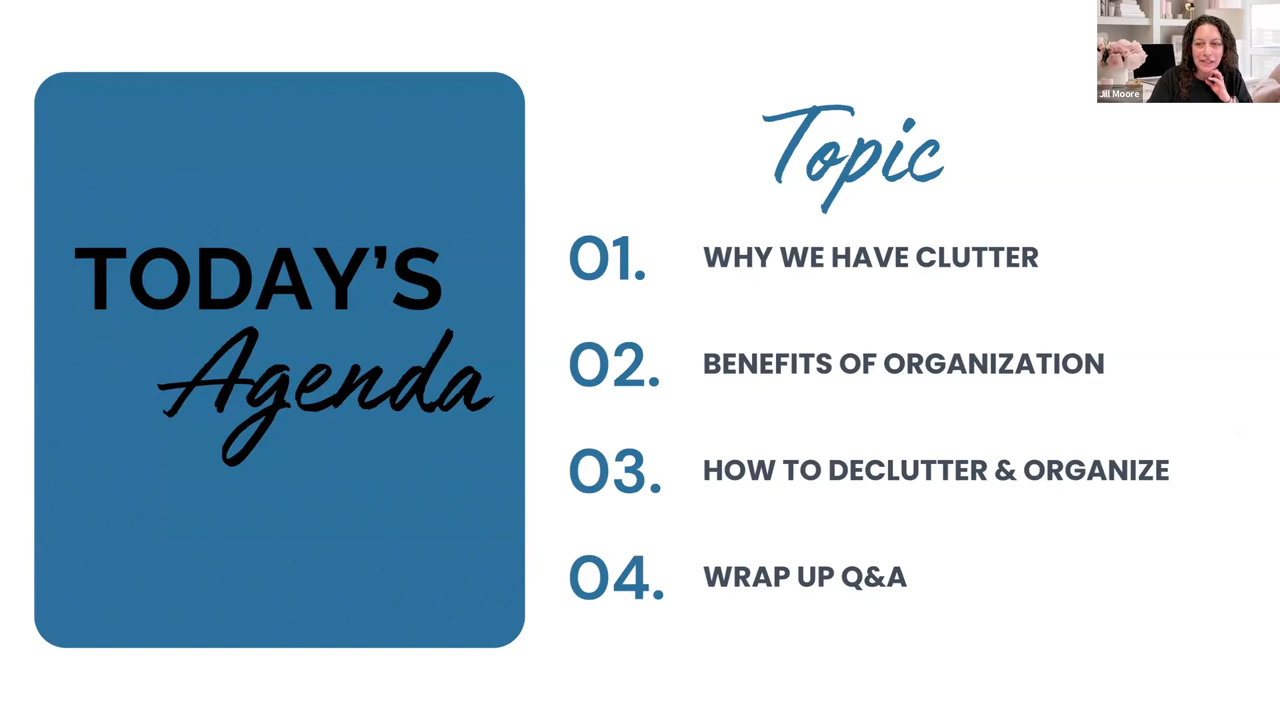 Jill Moore
TODAY'S
Agenda
Topic
01. WHY WE HAVE CLUTTER
02. BENEFITS OF ORGANIZATION
03. HOW TO DECLUTTER & ORGANIZE
04. WRAP UP Q&A